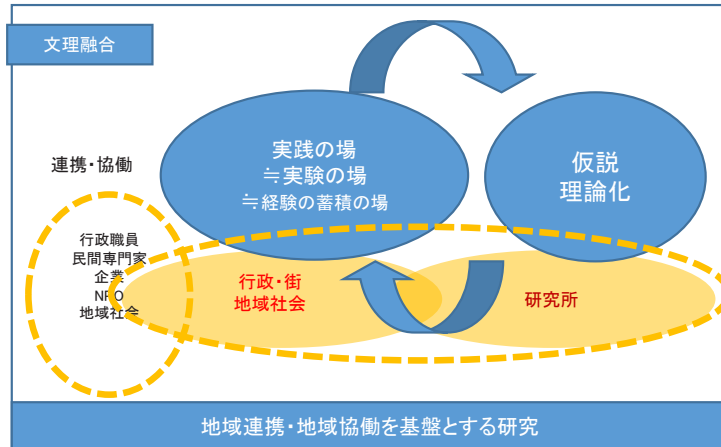 文理融合
実践の場
≒実験の場
≒経験の蓄積の場
仮説
理論化
連携・協働
行政職員
民間専門家
企業
NPO
地域社会
行政・街
地域社会
研究所
地域連携・地域協働を基盤とする研究